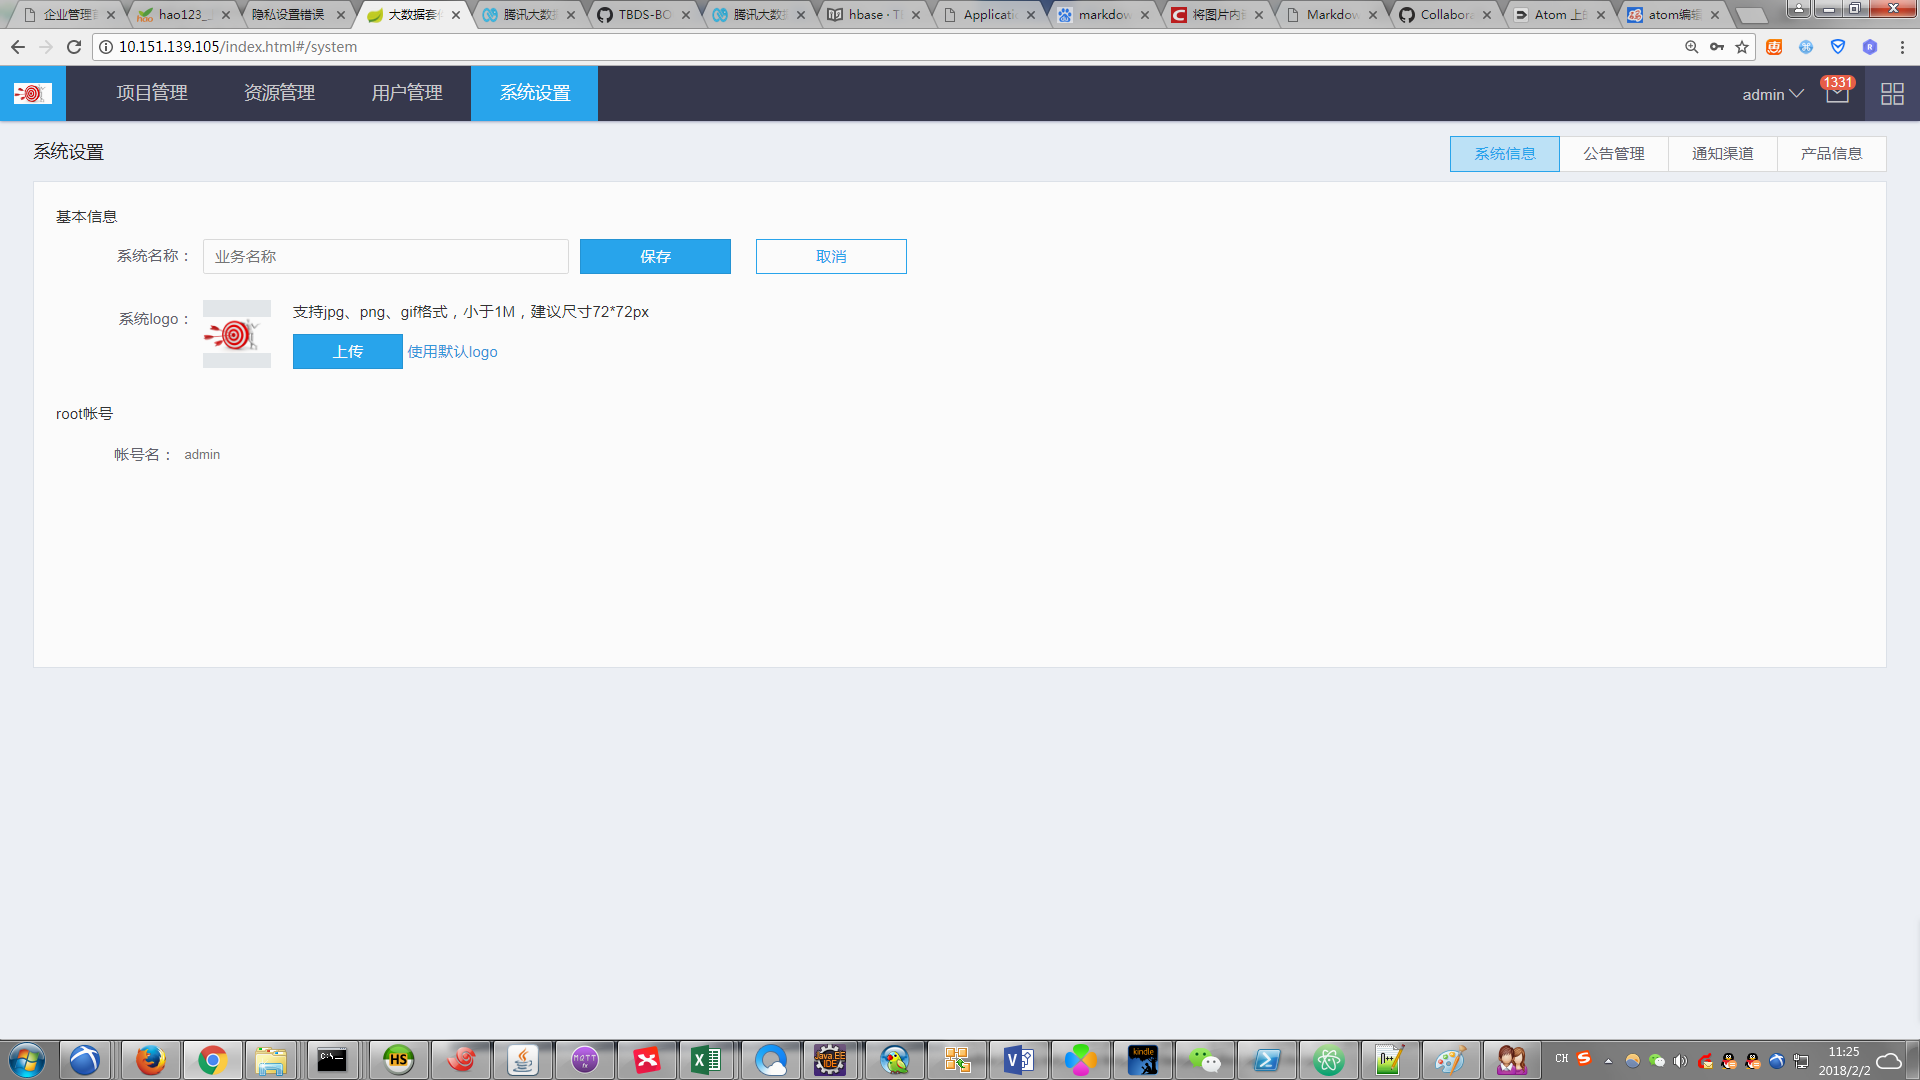 企业管理
hao123_
隐私设置错误
大数据套
腾讯大数
TBDS-BO
腾讯大数
hbase · T
Applicati
markdow
将图片内
Markdow
Collabora
Atom 上
atom编辑
10.151.139.105/index.html#/system
项目管理
资源管理
用户管理
系统设置
admin
1331
系统设置
系统信息
公告管理
通知渠道
产品信息
基本信息
系统名称：
业务名称
保存
取消
系统logo：
支持jpg、png、gif格式，小于1M，建议尺寸72*72px
上传
使用默认logo
root帐号
帐号名： admin
HS
MQTT
fx
Java EE
IDE
kindle
CH
11:25
2018/2/2